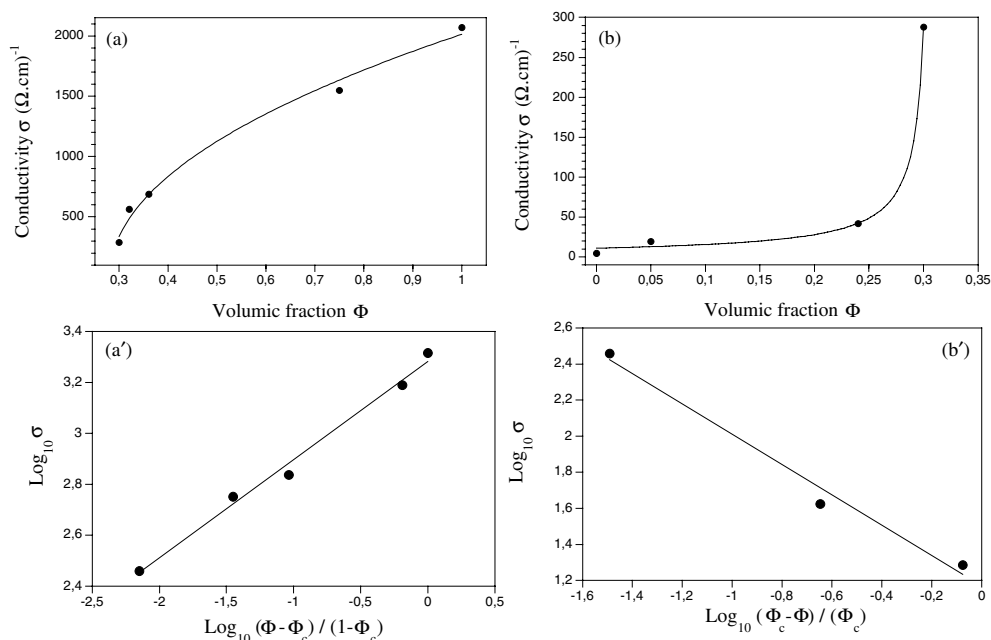 (a)
Conductivity σ (Ω.cm)⁻¹
2000
1500
1000
500
0,3 0,4 0,5 0,6 0,7 0,8 0,9 1
Volumic fraction Φ
(b)
Conductivity σ (Ω.cm)⁻¹
300
250
200
150
100
50
0
0 0,05 0,1 0,15 0,2 0,25 0,3 0,35
Volumic fraction Φ
(a′)
Log₁₀ σ
3,4
3,2
3
2,8
2,6
2,4
-2,5 -2 -1,5 -1 -0,5 0 0,5
Log₁₀ (Φ-Φc) / (1-Φc)
(b′)
Log₁₀ σ
2,6
2,4
2,2
2
1,8
1,6
1,4
1,2
-1,6 -1,4 -1,2 -1 -0,8 -0,6 -0,4 -0,2 0
Log₁₀ (Φc-Φ) / (Φc)